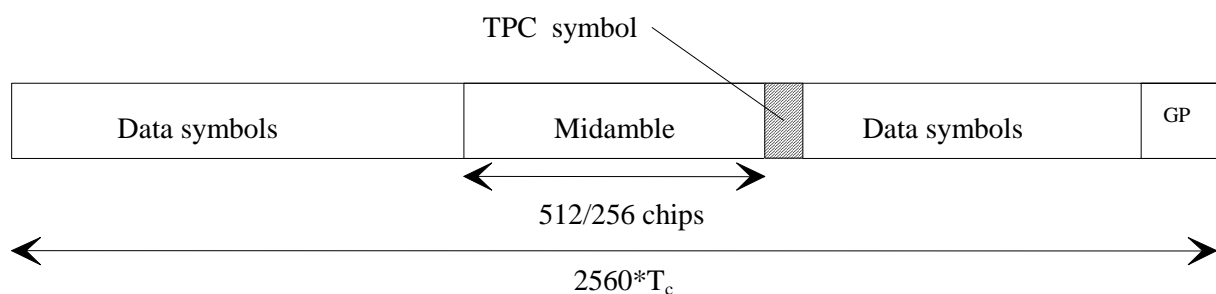 TPC symbol
Data symbols
Midamble
Data symbols
GP
512/256 chips
2560*Tc